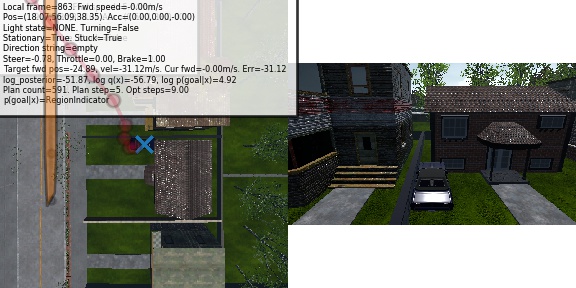 Local frame=863. Fwd speed=-0.00m/s
Pos=(18.07,56.09,38.35). Acc=(0.00,0.00,-0.00)
Light state=NONE. Turning=False
Stationary=True. Stuck=True
Direction string=empty
Steer=-0.78, Throttle=0.00, Brake=1.00
Target fwd pos=-24.89, vel=-31.12m/s. Cur fwd=-0.00m/s. Err=-31.12
log_posterior=-51.87, log q(x)=-56.79, log p(goal|x)=4.92
Plan count=591. Plan step=5. Opt steps=9.00
p(goal|x)=RegionIndicator